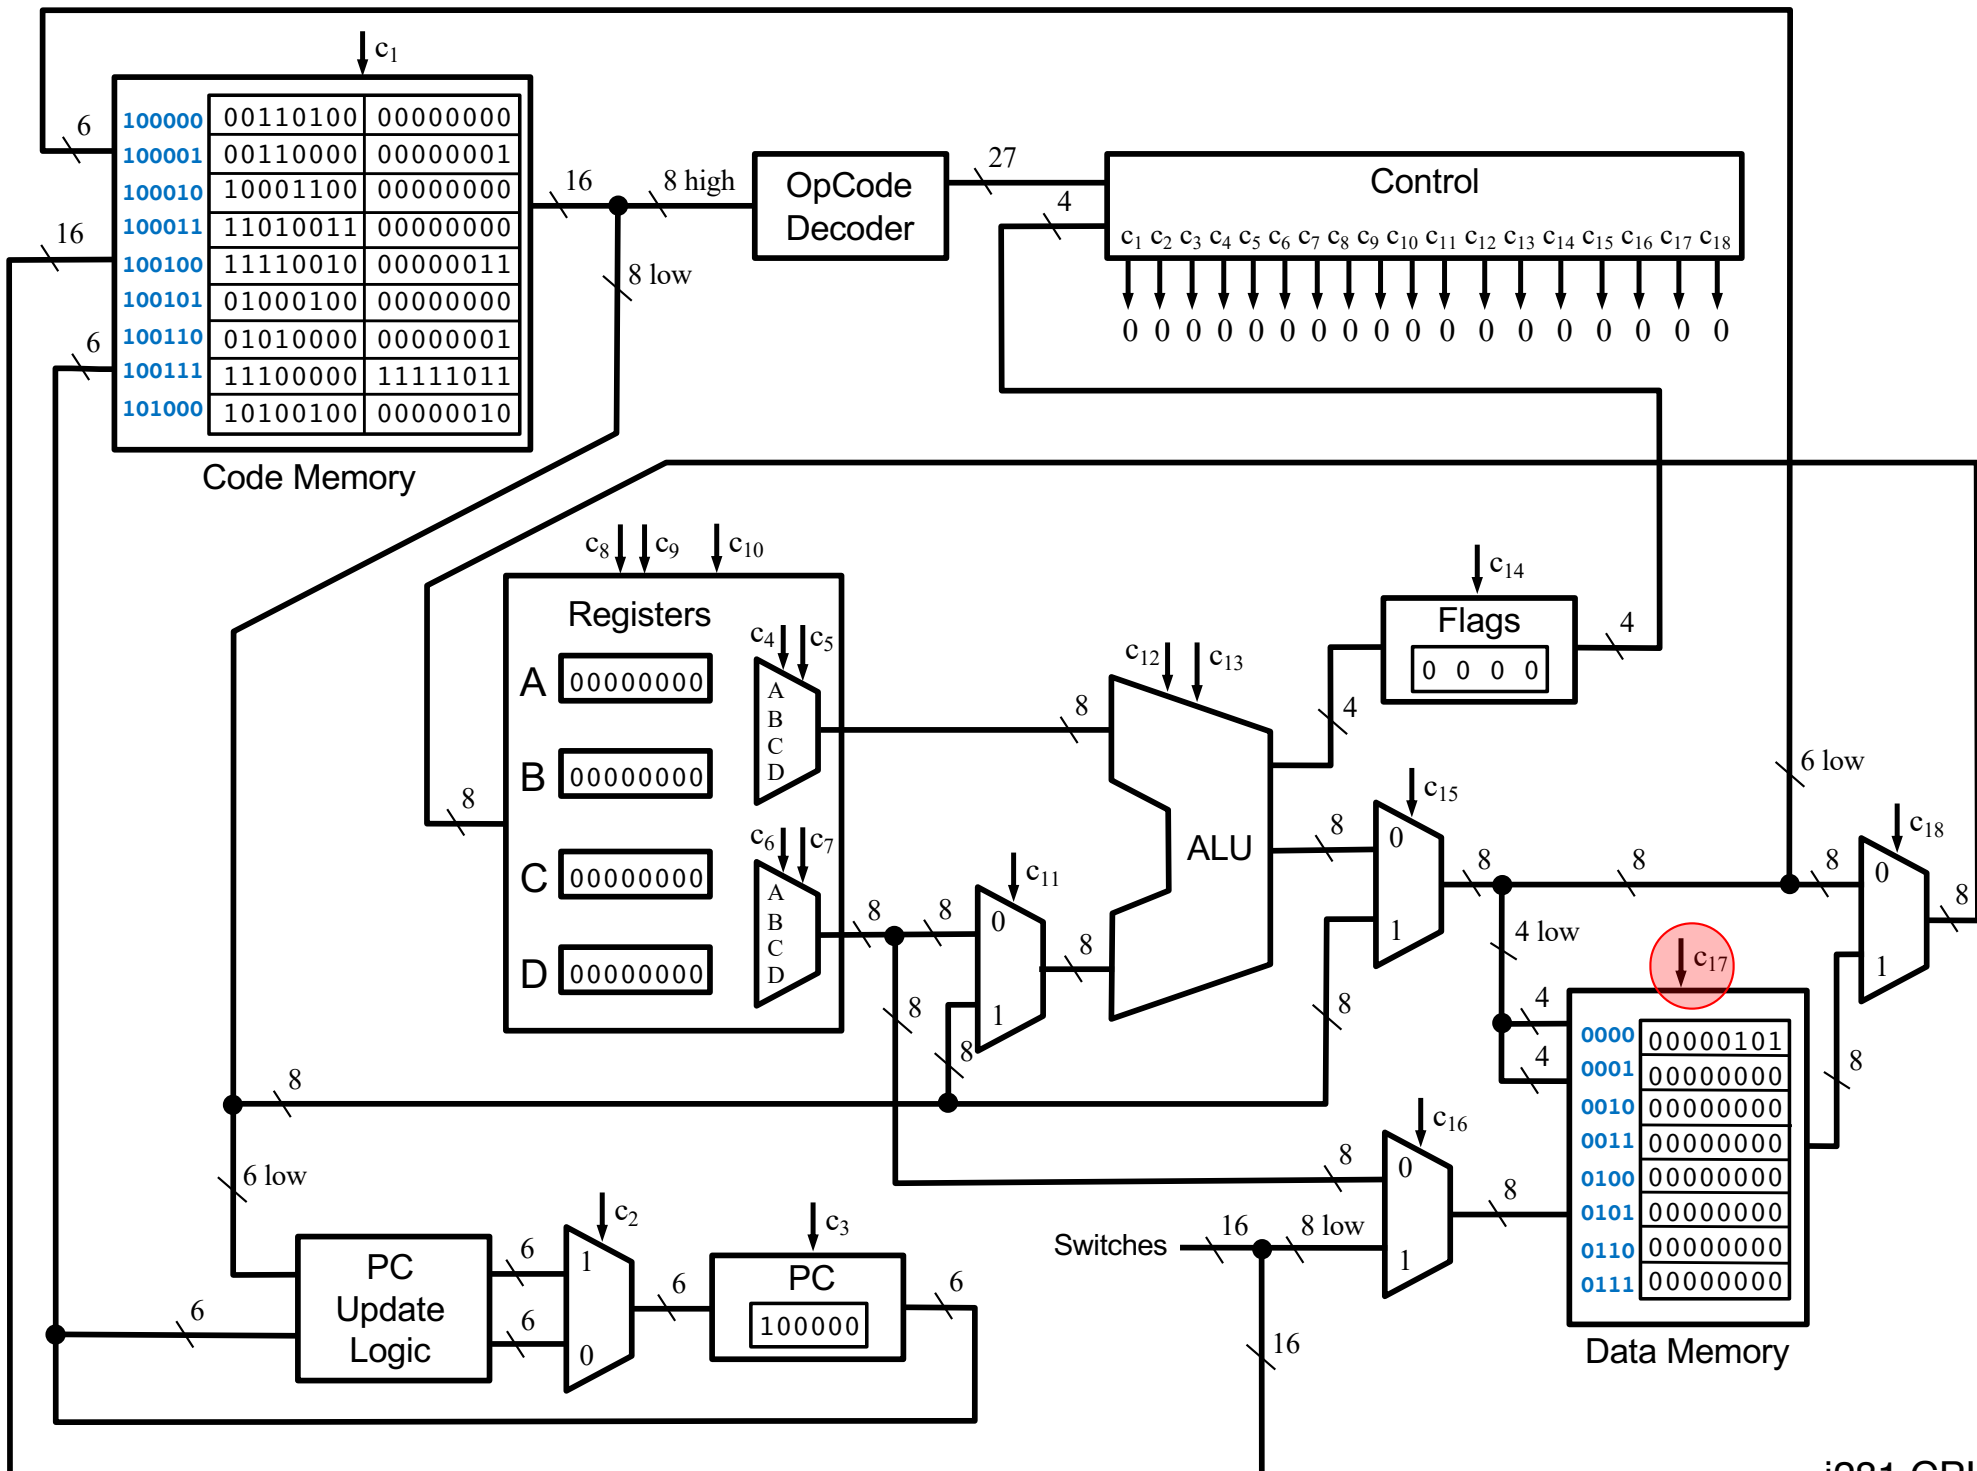 c1
100000 00110100 00000000
100001 00110000 00000001
100010 10001100 00000000
100011 11010011 00000000
100100 11110010 00000011
100101 01000100 00000000
100110 01010000 00000001
100111 11100000 11111011
101000 10100100 00000010
Code Memory
6
16
6
16
8 high
8 low
OpCode
Decoder
27
4
Control
c1 c2 c3 c4 c5 c6 c7 c8 c9 c10 c11 c12 c13 c14 c15 c16 c17 c18
0 0 0 0 0 0 0 0 0 0 0 0 0 0 0 0 0 0
c8 c9 c10
Registers
A 00000000
B 00000000
C 00000000
D 00000000
c4 c5
A
B
C
D
c6 c7
A
B
C
D
8
8
8
8
8
c11
0
1
8
8
c12 c13
ALU
c14
Flags
0 0 0 0
4
4
8
c15
0
1
8
8
8
6 low
8
c18
0
1
8
4 low
4
4
c17
0000 00000101
0001 00000000
0010 00000000
0011 00000000
0100 00000000
0101 00000000
0110 00000000
0111 00000000
Data Memory
8
8
c16
0
1
8
8
Switches
16
8 low
16
8
6 low
6
PC
Update
Logic
6
6
c2
1
0
6
c3
PC
100000
6